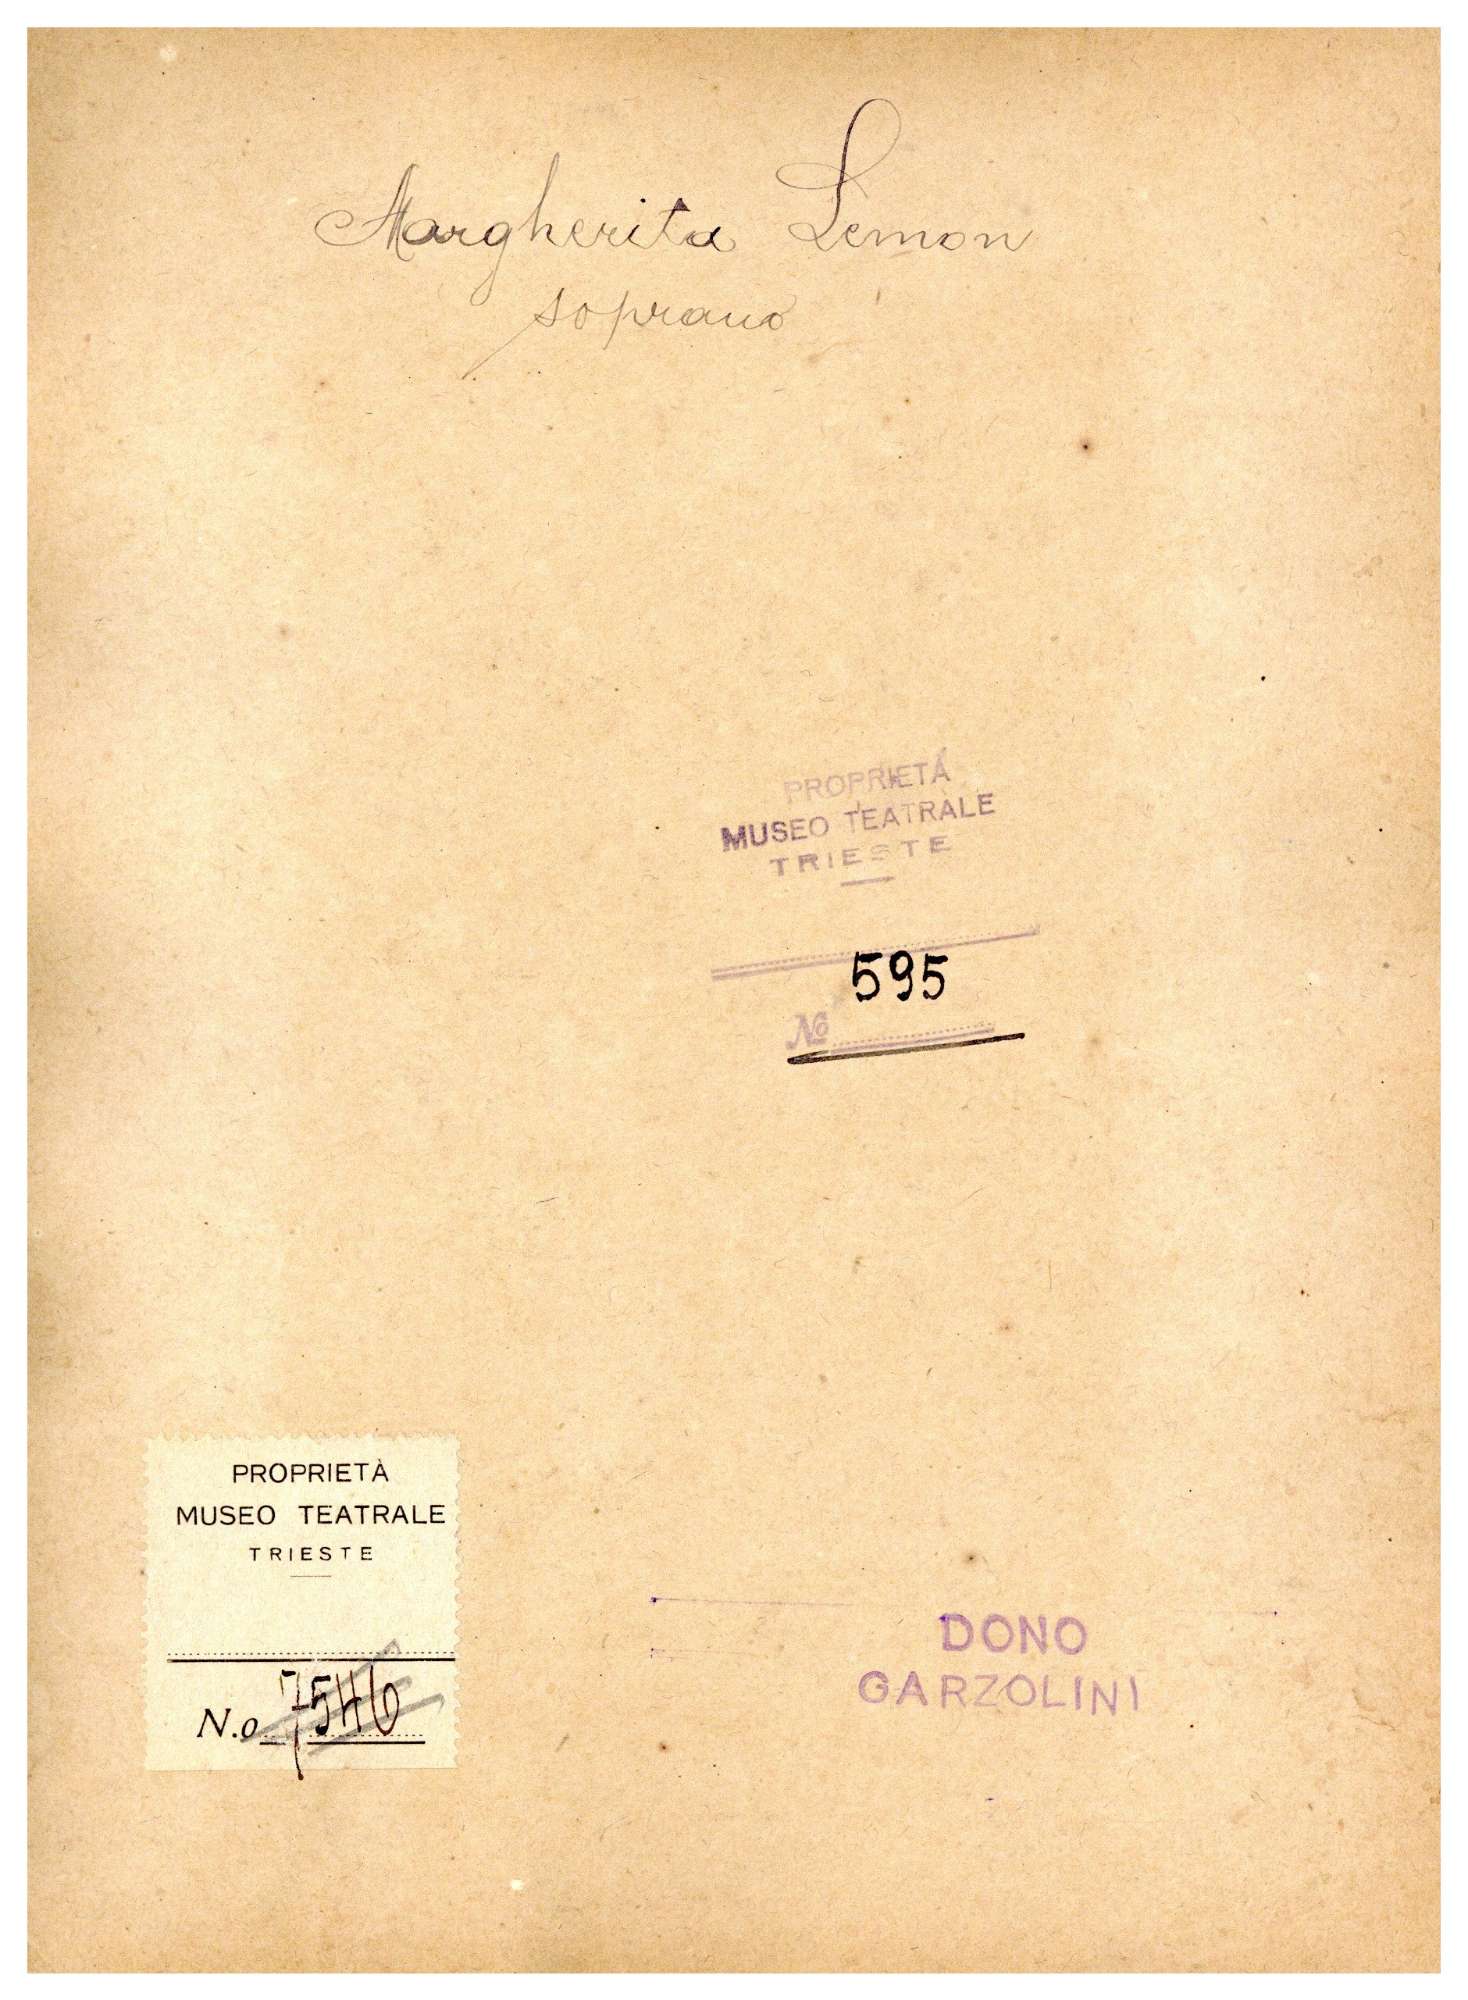 Margherita Lemon
soprano
PROPRIETÀ
MUSEO TEATRALE
TRIESTE
595
No
PROPRIETÀ
MUSEO TEATRALE
TRIESTE
N.o 7546
DONO
GARZOLINI